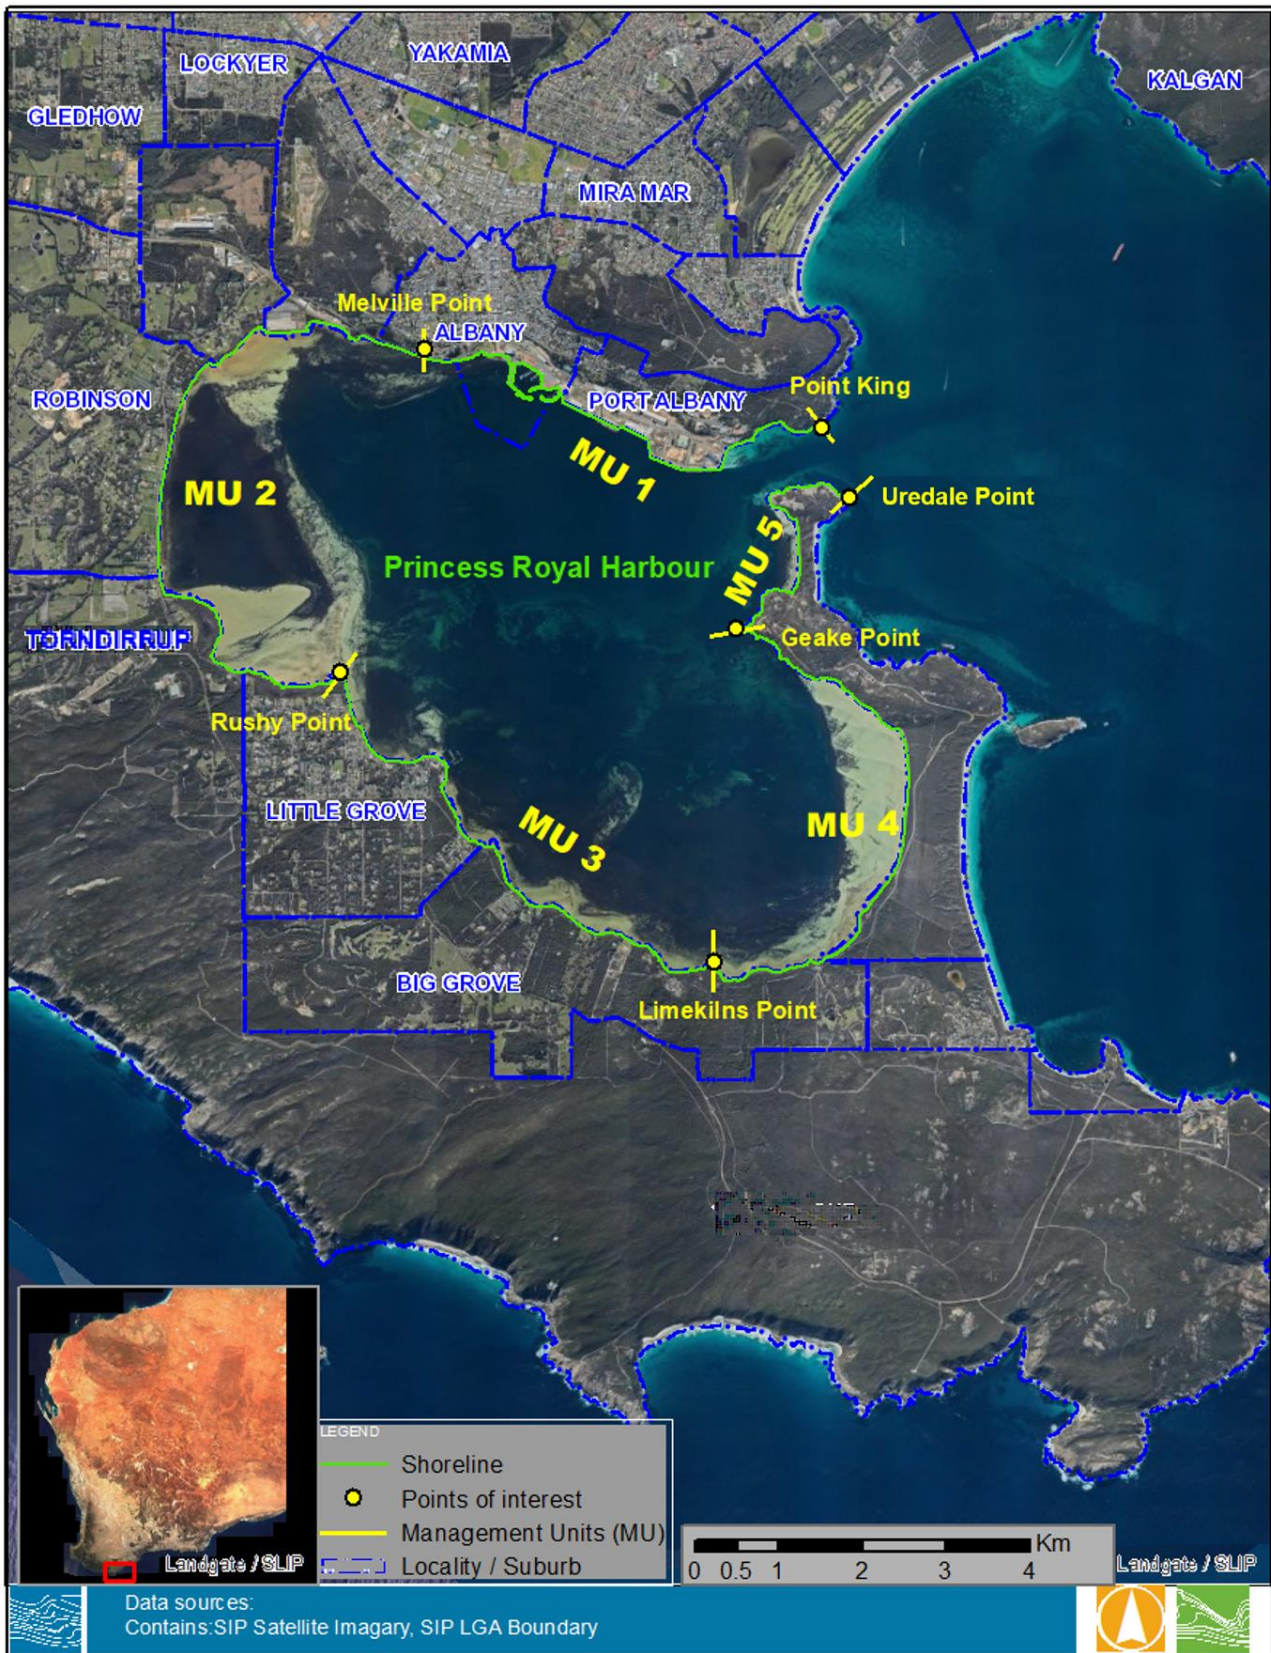 YAKAMIA
LOCKYER
KALGAN
GLEDHOW
MIRA MAR
Melville Point
ALBANY
Point King
ROBINSON
PORT ALBANY
MU 1
MU 2
Uredale Point
MU 5
Princess Royal Harbour
TORNDIRRUP
Geake Point
Rushy Point
LITTLE GROVE
MU 3
MU 4
BIG GROVE
Limekilns Point
LEGEND
Shoreline
Points of interest
Management Units (MU)
Locality / Suburb
Landgate / SLIP
Km
0 0.5 1 2 3 4
Landgate / SLIP
Data sources:
Contains:SIP Satellite Imagary, SIP LGA Boundary